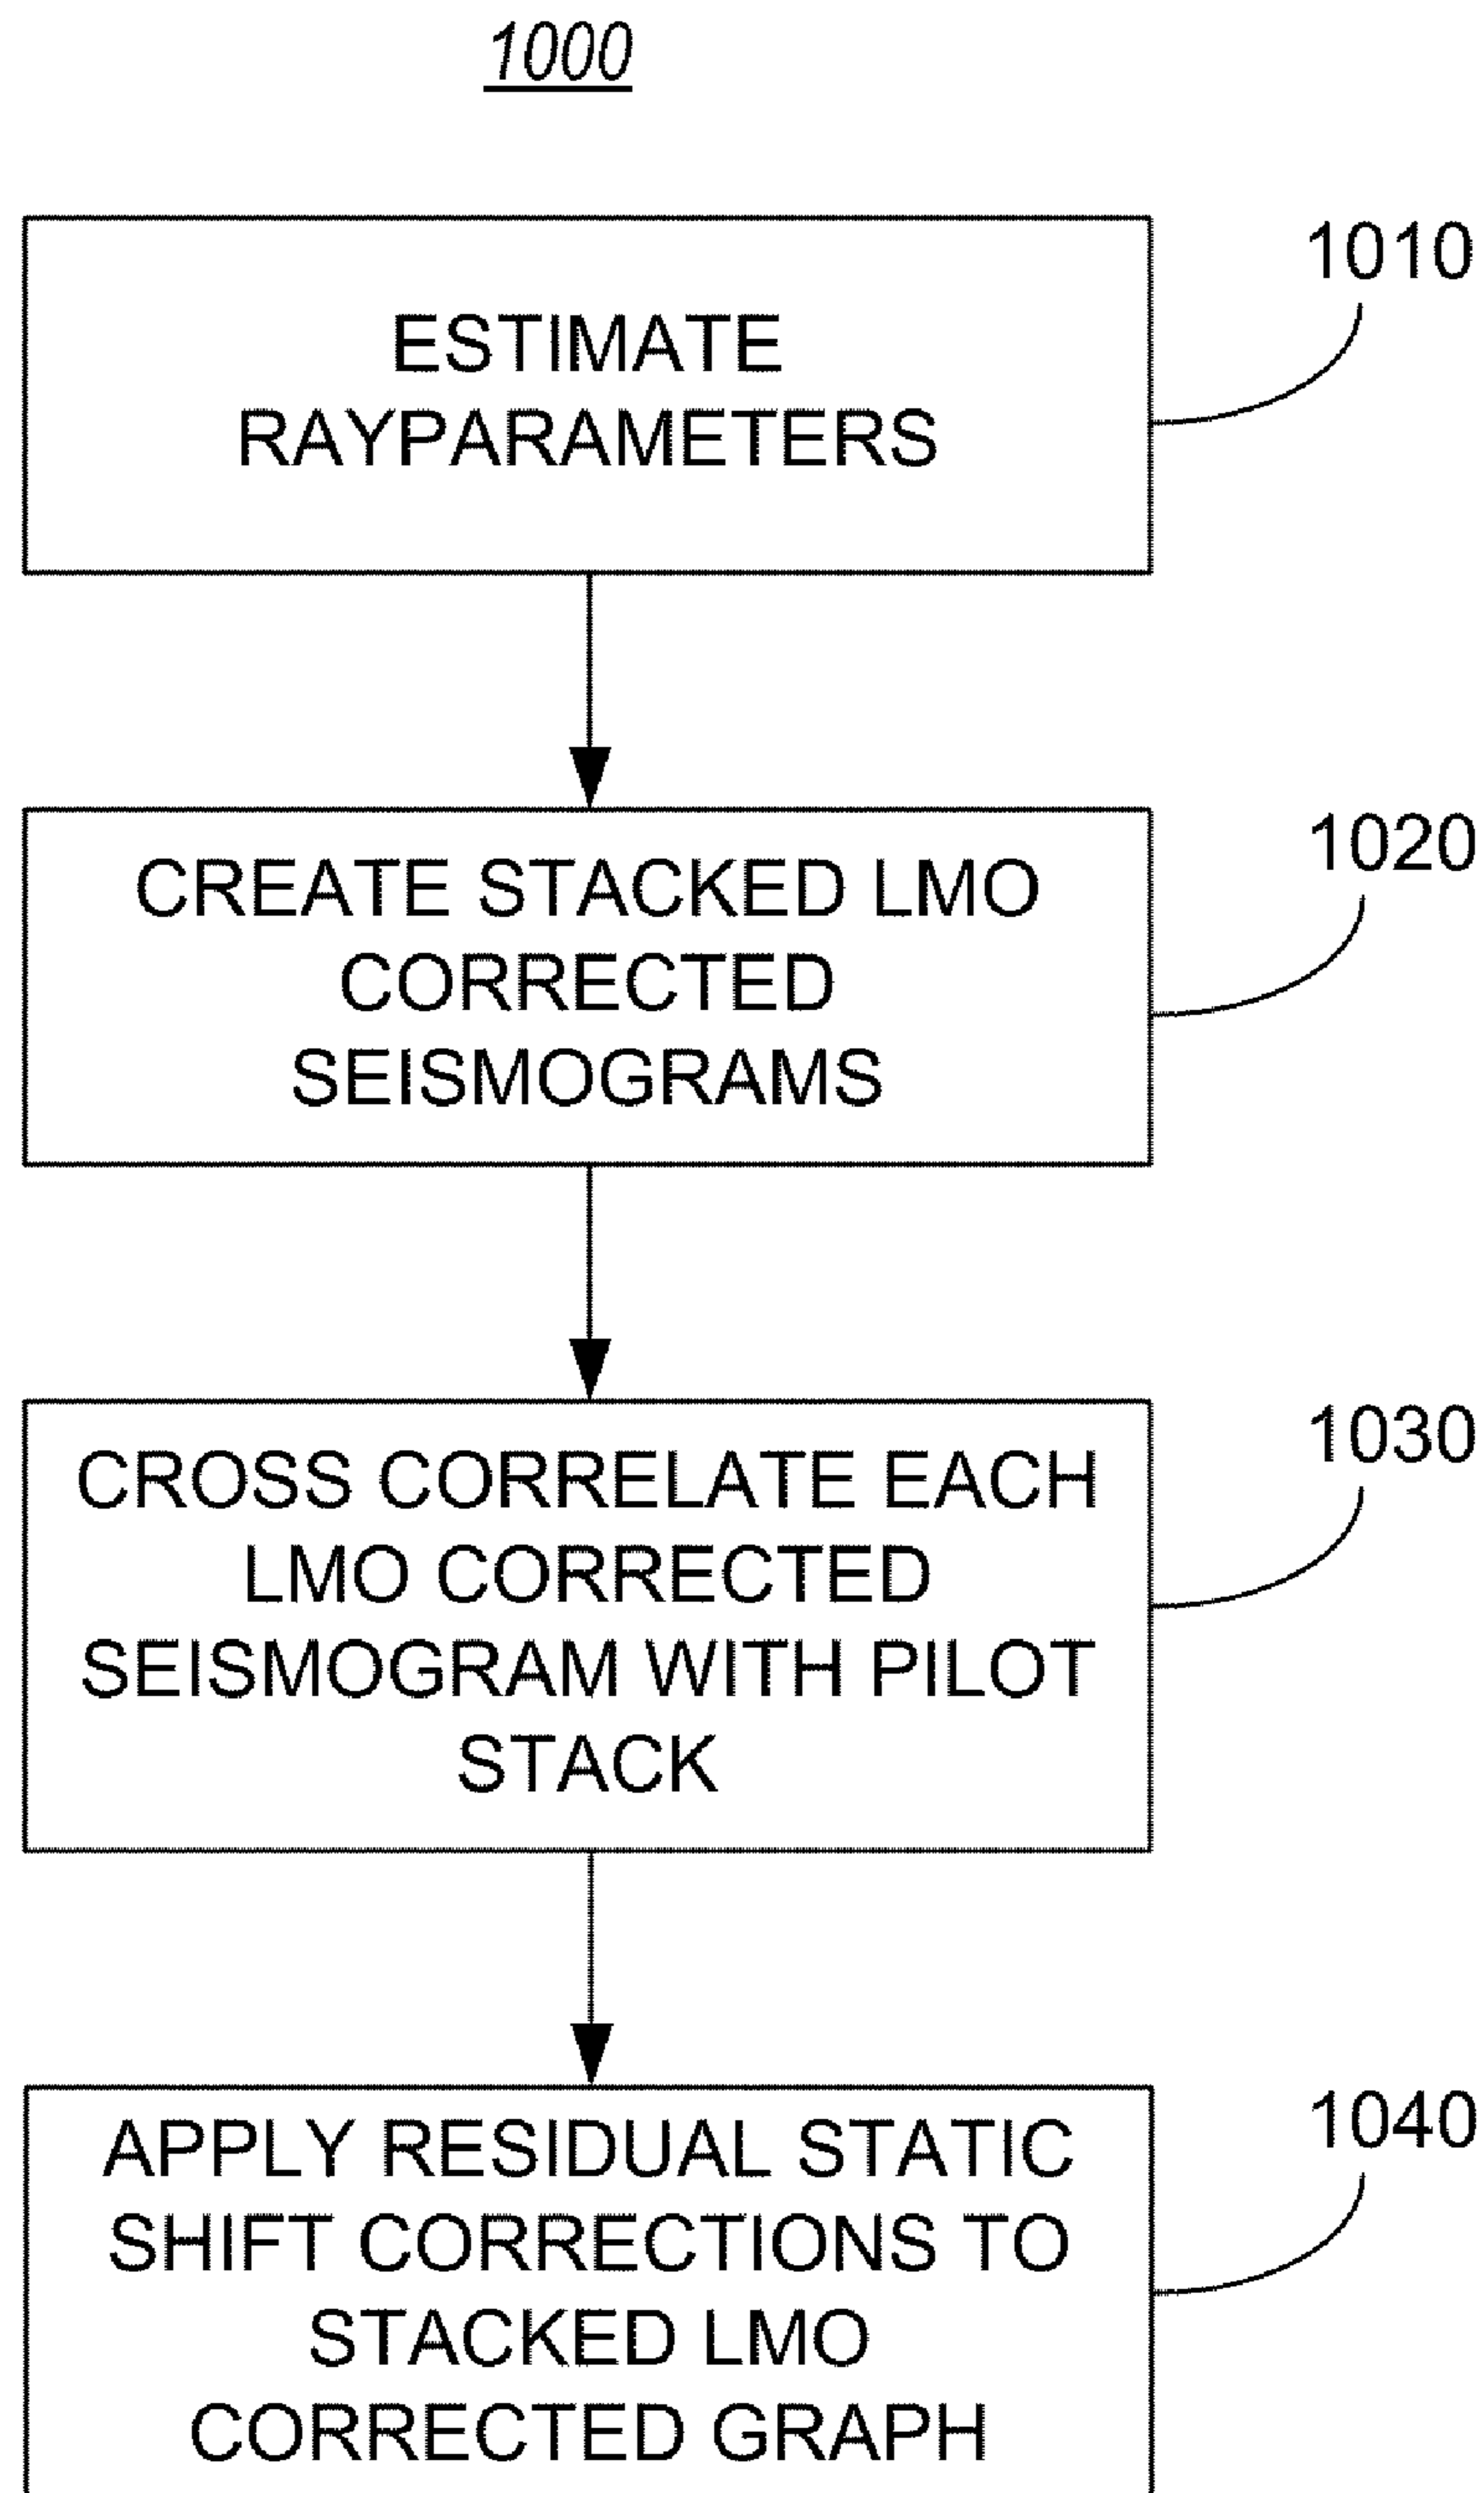 1000
1010
ESTIMATE
RAYPARAMETERS
1020
CREATE STACKED LMO
CORRECTED
SEISMOGRAMS
1030
CROSS CORRELATE EACH
LMO CORRECTED
SEISMOGRAM WITH PILOT
STACK
1040
APPLY RESIDUAL STATIC
SHIFT CORRECTIONS TO
STACKED LMO
CORRECTED GRAPH